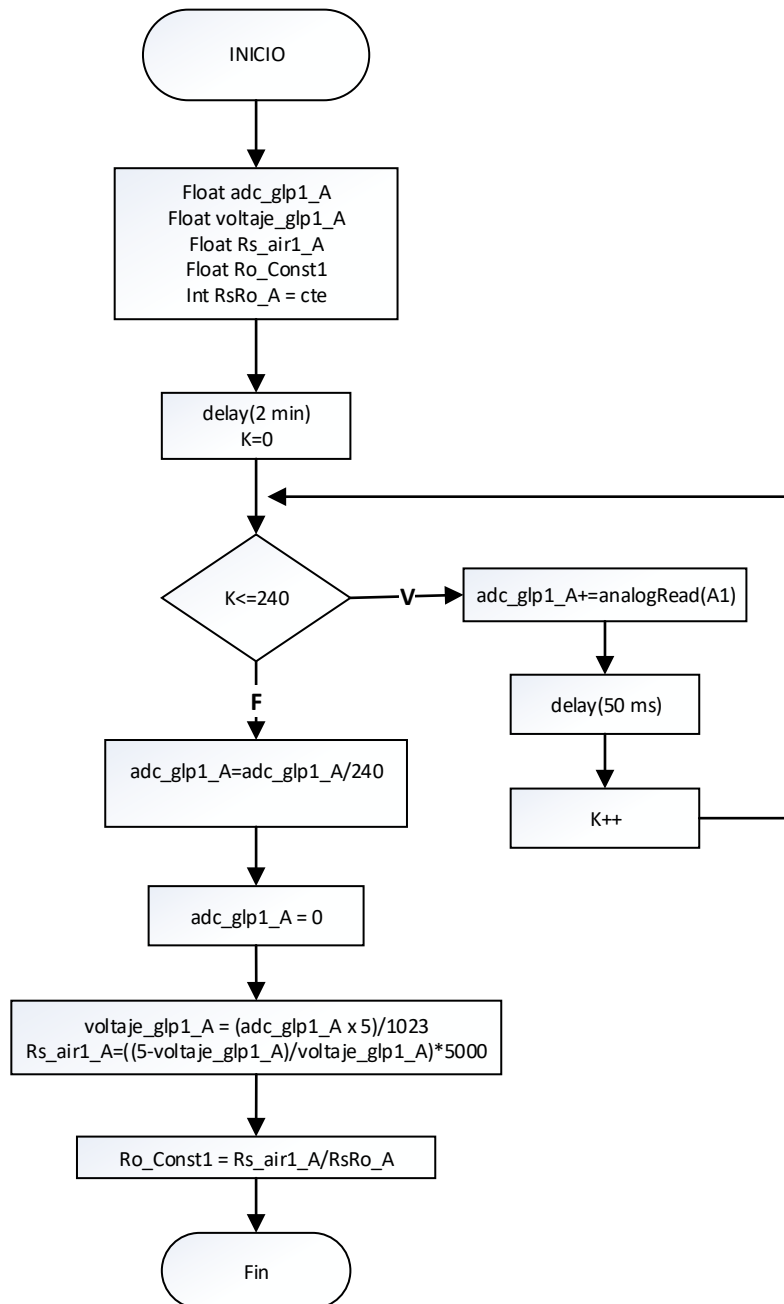 INICIO
Float adc_glp1_A
Float voltaje_glp1_A
Float Rs_air1_A
Float Ro_Const1
Int RsRo_A = cte
delay(2 min)
K=0
K<=240
V
adc_glp1_A+=analogRead(A1)
delay(50 ms)
K++
F
adc_glp1_A=adc_glp1_A/240
adc_glp1_A = 0
voltaje_glp1_A = (adc_glp1_A x 5)/1023
Rs_air1_A=((5-voltaje_glp1_A)/voltaje_glp1_A)*5000
Ro_Const1 = Rs_air1_A/RsRo_A
Fin